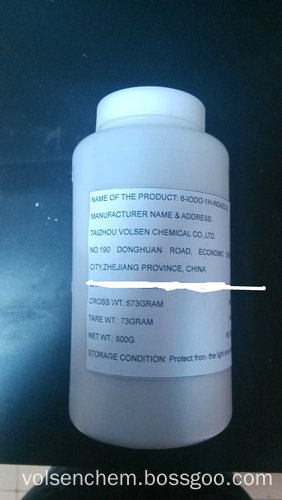 NAME OF THE PRODUCT: 6-IODO-1H-INDAZOLE
MANUFACTURER NAME & ADDRESS:
TAIZHOU VOLSEN CHEMICAL CO.,LTD.
NO.190 DONGHUAN ROAD, ECONOMIC
CITY,ZHEJIANG PROVINCE, CHINA
CROSS WT.:573GRAM
TARE WT.: 73GRAM
NET WT.: 500G
STORAGE CONDITION: Protect from the light
volsenchem.bossgoo.com